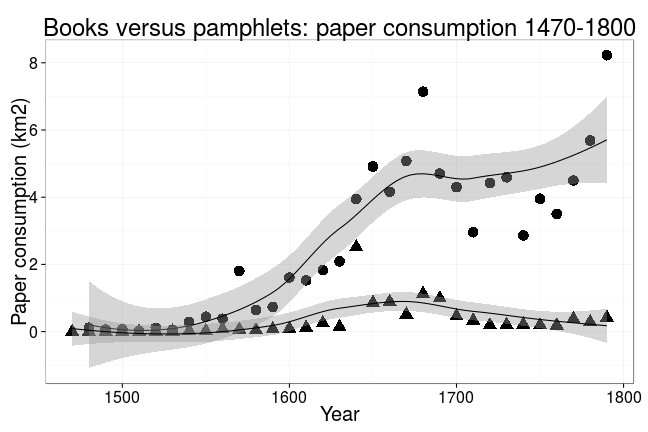 Books versus pamphlets: paper consumption 1470-1800
Paper consumption (km2)
8
6
4
2
0
1500 1600 1700 1800
Year